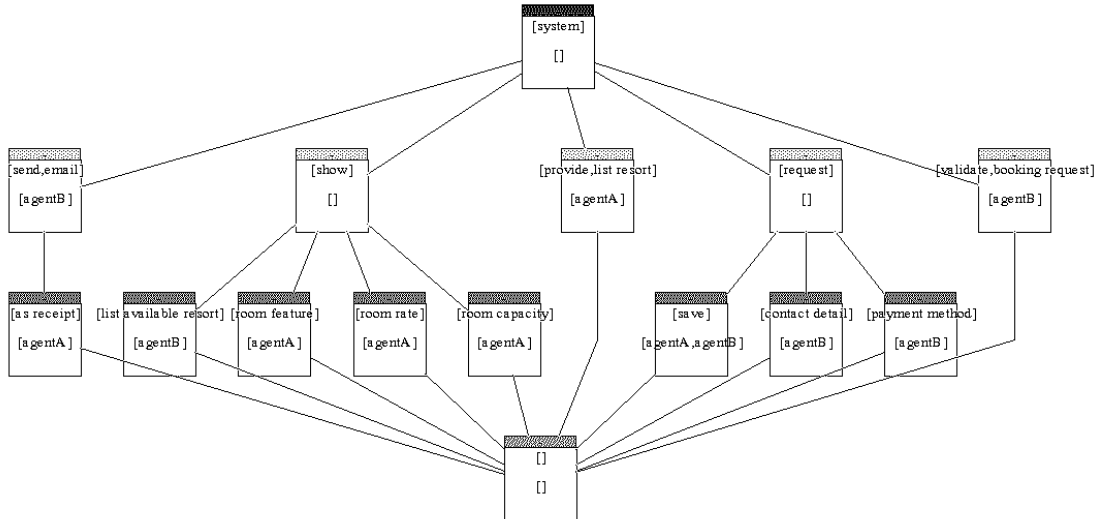 [system]
[]
[send,email]
[agentB]
[show]
[]
[provide,list resort]
[agentA]
[request]
[]
[validate,booking request]
[agentB]
[as receipt]
[agentA]
[list available resort]
[agentB]
[room feature]
[agentA]
[room rate]
[agentA]
[room capacity]
[agentA]
[save]
[agentA,agentB]
[contact detail]
[agentB]
[payment method]
[agentB]
[]
[]